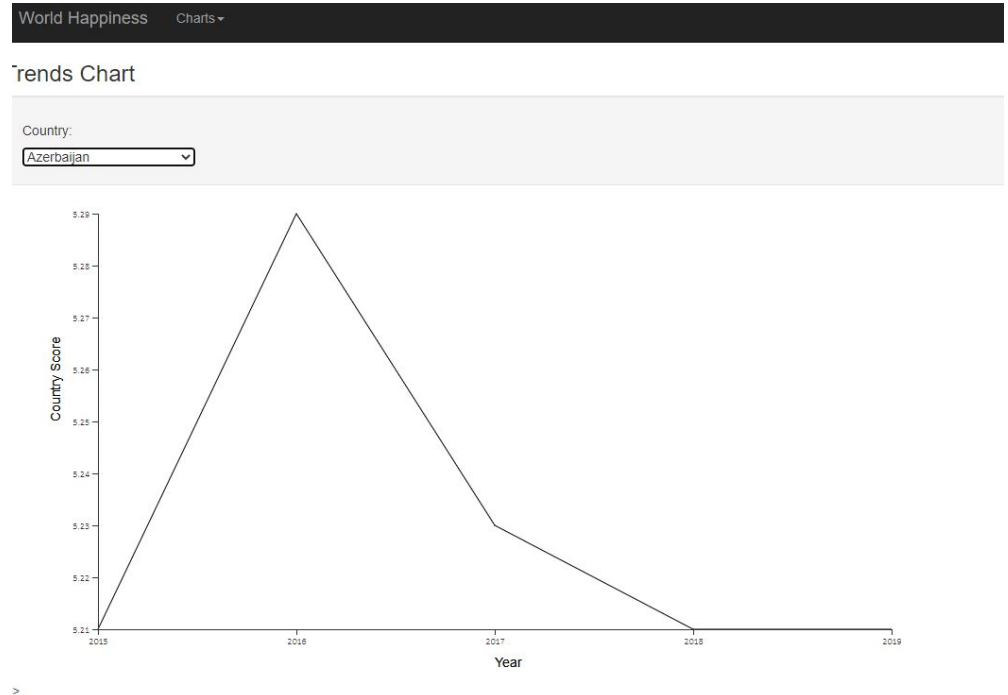 World Happiness Charts
Trends Chart
Country:
Azerbaijan
5.29
5.28
5.27
5.26
5.25
5.24
5.23
5.22
5.21
Country Score
2015 2016 2017 2018 2019
Year
>